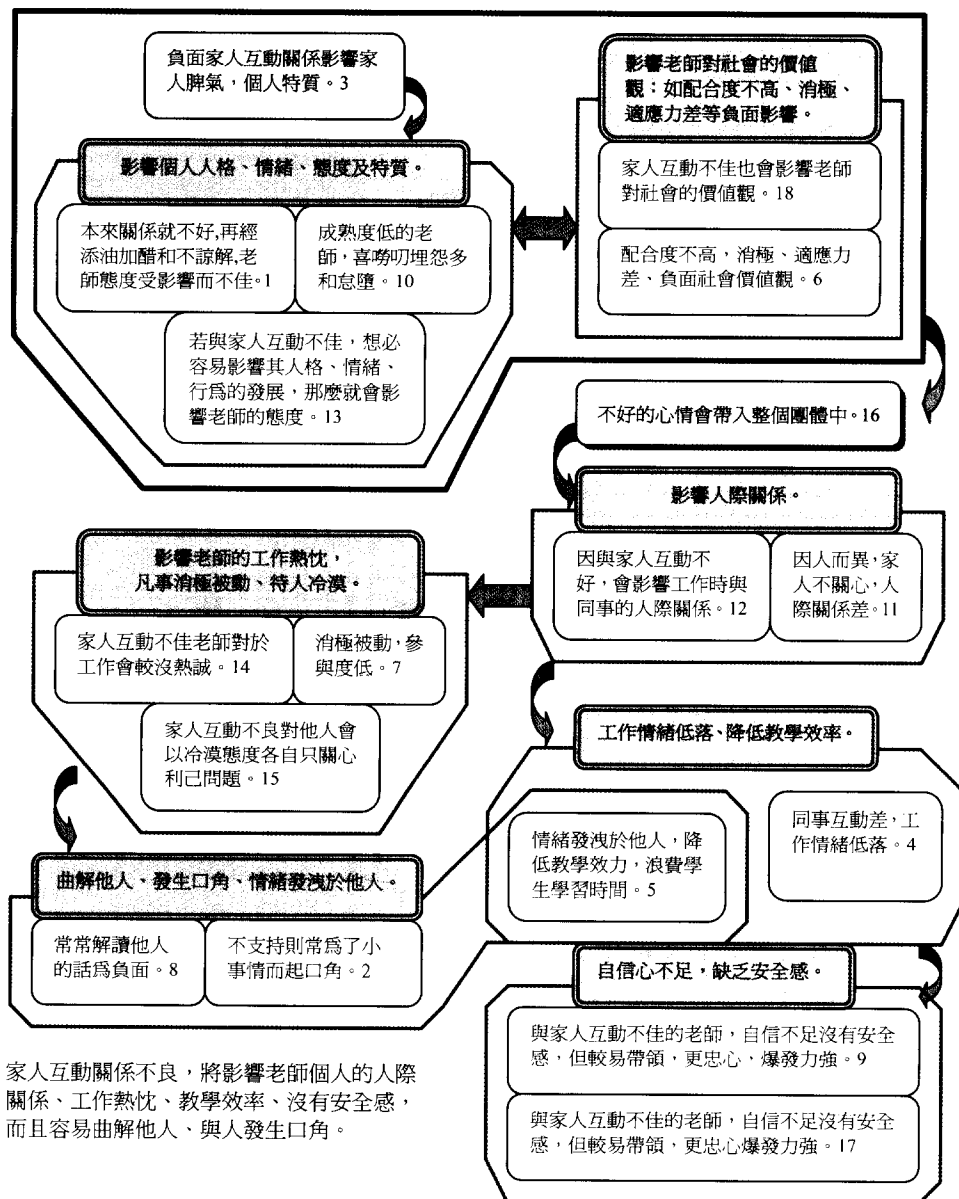 負面家人互動關係影響家
人脾氣，個人特質。3
影響老師對社會的價值
觀；如配合度不高、消極、
適應力差等負面影響。
影響個人人格、情緒、態度及特質。
家人互動不佳也會影響老師
對社會的價值觀。18
本來關係就不好,再經
添油加醋和不諒解,老
師態度受影響而不佳。1
成熟度低的老
師，喜嘮叨埋怨多
和怠墮。10
配合度不高，消極、適應力
差、負面社會價值觀。6
若與家人互動不佳，想必
容易影響其人格、情緒、
行為的發展，那麼就會影
響老師的態度。13
不好的心情會帶入整個團體中。16
影響人際關係。
因與家人互動不
好，會影響工作時與
同事的人際關係。12
因人而異，家
人不關心，人
際關係差。11
影響老師的工作熱忱，
凡事消極被動、待人冷漠。
家人互動不佳老師對於
工作會較沒熱誠。14
消極被動，參
與度低。7
家人互動不良對他人會
以冷漠態度各自只關心
利己問題。15
工作情緒低落、降低教學效率。
情緒發洩於他人，降
低教學效力，浪費學
生學習時間。5
同事互動差，工
作情緒低落。4
曲解他人、發生口角、情緒發洩於他人。
常常解讀他人
的話為負面。8
不支持則常為了小
事情而起口角。2
自信心不足，缺乏安全感。
與家人互動不佳的老師，自信不足沒有安全
感，但較易帶領，更忠心、爆發力強。9
與家人互動不佳的老師，自信不足沒有安全
感，但較易帶領，更忠心爆發力強。17
家人互動關係不良，將影響老師個人的人際
關係、工作熱忱、教學效率、沒有安全感，
而且容易曲解他人、與人發生口角。